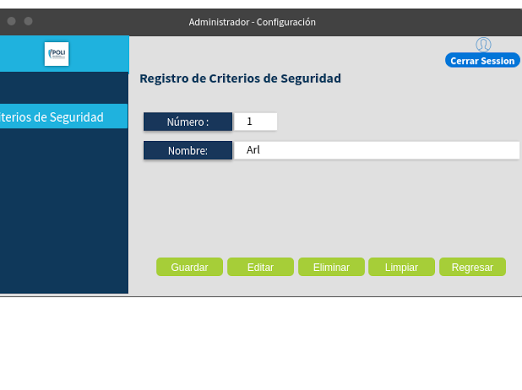 Administrador - Configuración
POLI
Cerrar Session
Registro de Criterios de Seguridad
terios de Seguridad
Número :
1
Nombre:
Arl
Guardar
Editar
Eliminar
Limpiar
Regresar